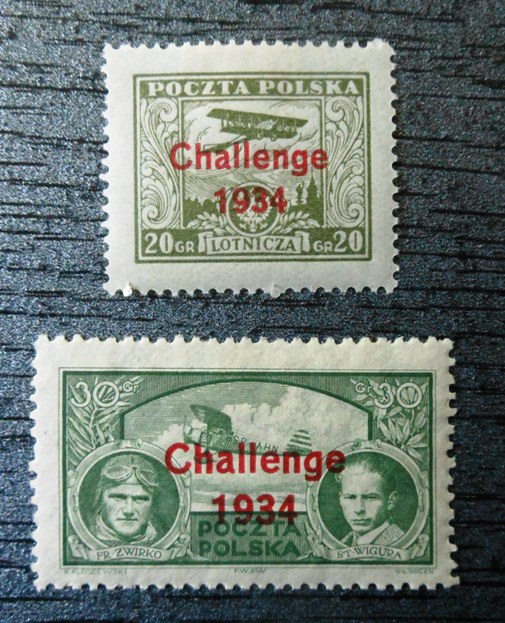 POCZTA POLSKA
Challenge
1934
20 GR LOTNICZA GR 20
30 Gr Gr 30
Challenge
1934
FR. ŻWIRKO POCZTA POLSKA ST WIGURA